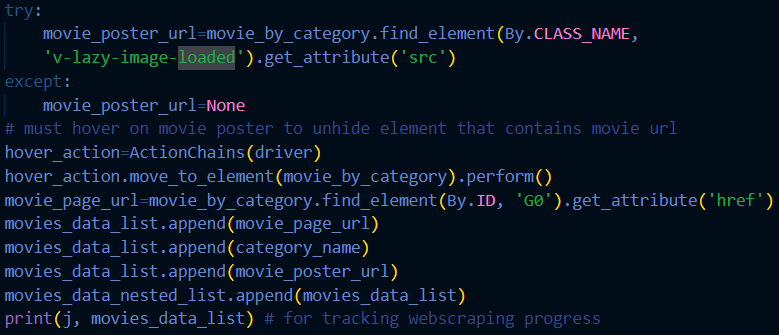 try:
    movie_poster_url=movie_by_category.find_element(By.CLASS_NAME,
    'v-lazy-image-loaded').get_attribute('src')
except:
    movie_poster_url=None
# must hover on movie poster to unhide element that contains movie url
hover_action=ActionChains(driver)
hover_action.move_to_element(movie_by_category).perform()
movie_page_url=movie_by_category.find_element(By.ID, 'G0').get_attribute('href')
movies_data_list.append(movie_page_url)
movies_data_list.append(category_name)
movies_data_list.append(movie_poster_url)
movies_data_nested_list.append(movies_data_list)
print(j, movies_data_list) # for tracking webscraping progress